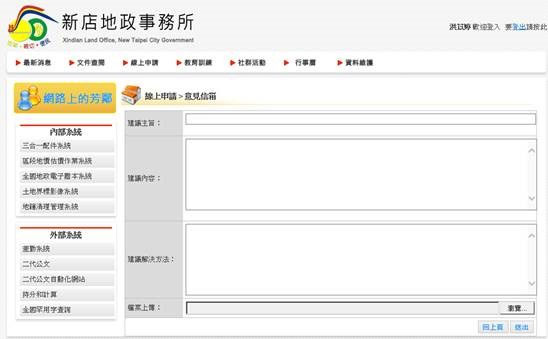 新店地政事務所
Xindian Land Office, New Taipei City Government
歡迎登入 要登出請按此
最新消息 文件查閱 線上申請 教育訓練 社群活動 行事曆 資料維護
網路上的芳鄰
線上申請 > 意見信箱
內部系統
三合一配件系統
區段地價估價作業系統
全國地政電子謄本系統
土地界標影像系統
地籍清理管理系統
外部系統
差勤系統
二代公文
二代公文自動化網站
持分和計算
全國罕用字查詢
建議主旨：
建議內容：
建議解決方法：
檔案上傳：
瀏覽...
回上頁 送出